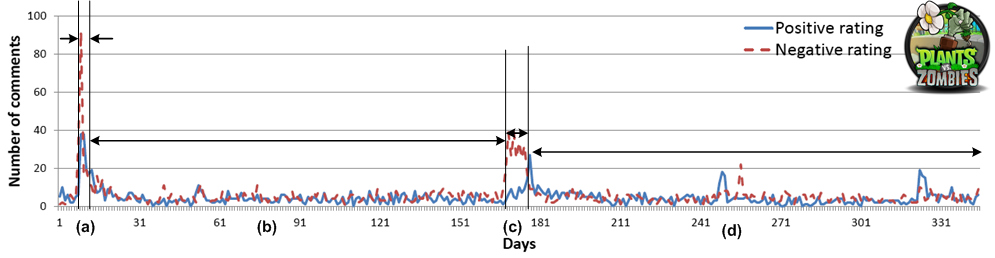 Number of comments
100
80
60
40
20
0
Positive rating
Negative rating
PLANTS
VS.
ZOMBIES
1 31 61 91 121 151 181 211 241 271 301 331
(a) (b) (c) (d)
Days